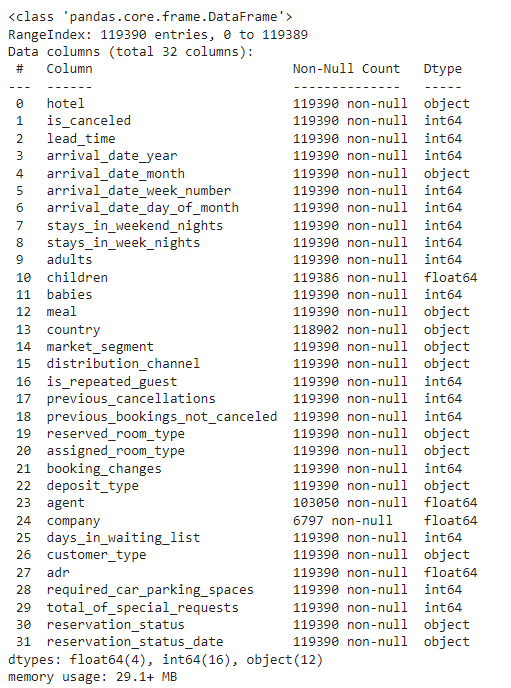 <class 'pandas.core.frame.DataFrame'>
RangeIndex: 119390 entries, 0 to 119389
Data columns (total 32 columns):
 #   Column                          Non-Null Count   Dtype
---  ------                          --------------   -----
 0   hotel                           119390 non-null  object
 1   is_canceled                     119390 non-null  int64
 2   lead_time                       119390 non-null  int64
 3   arrival_date_year               119390 non-null  int64
 4   arrival_date_month              119390 non-null  object
 5   arrival_date_week_number        119390 non-null  int64
 6   arrival_date_day_of_month       119390 non-null  int64
 7   stays_in_weekend_nights         119390 non-null  int64
 8   stays_in_week_nights            119390 non-null  int64
 9   adults                          119390 non-null  int64
 10  children                        119386 non-null  float64
 11  babies                          119390 non-null  int64
 12  meal                            119390 non-null  object
 13  country                         118902 non-null  object
 14  market_segment                  119390 non-null  object
 15  distribution_channel            119390 non-null  object
 16  is_repeated_guest               119390 non-null  int64
 17  previous_cancellations          119390 non-null  int64
 18  previous_bookings_not_canceled  119390 non-null  int64
 19  reserved_room_type              119390 non-null  object
 20  assigned_room_type              119390 non-null  object
 21  booking_changes                 119390 non-null  int64
 22  deposit_type                    119390 non-null  object
 23  agent                           103050 non-null  float64
 24  company                         6797 non-null    float64
 25  days_in_waiting_list            119390 non-null  int64
 26  customer_type                   119390 non-null  object
 27  adr                             119390 non-null  float64
 28  required_car_parking_spaces     119390 non-null  int64
 29  total_of_special_requests       119390 non-null  int64
 30  reservation_status              119390 non-null  object
 31  reservation_status_date         119390 non-null  object
dtypes: float64(4), int64(16), object(12)
memory usage: 29.1+ MB